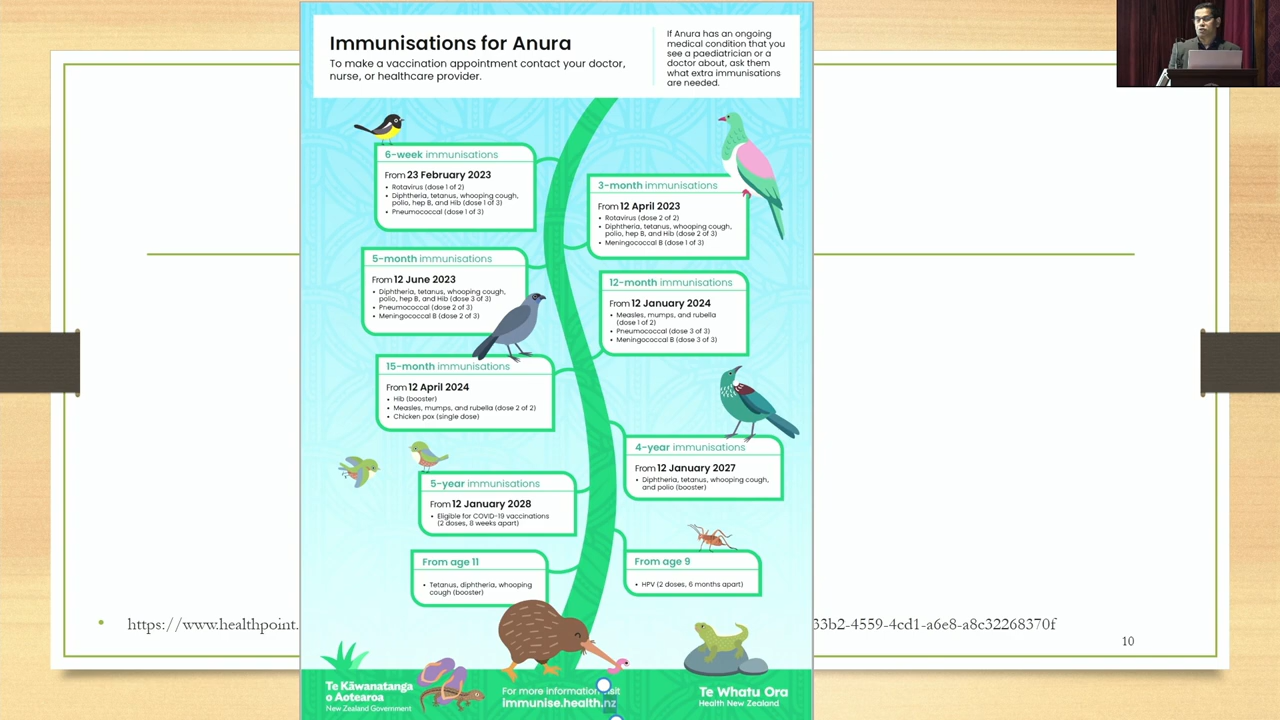 Immunisations for Anura
To make a vaccination appointment contact your doctor,
nurse, or healthcare provider.
If Anura has an ongoing
medical condition that you
see a paediatrician or a
doctor about, ask them
what extra immunisations
are needed.
6-week immunisations
From 23 February 2023
• Rotavirus (dose 1 of 2)
• Diphtheria, tetanus, whooping cough,
polio, hep B, and Hib (dose 1 of 3)
• Pneumococcal (dose 1 of 3)
3-month immunisations
From 12 April 2023
• Rotavirus (dose 2 of 2)
• Diphtheria, tetanus, whooping cough,
polio, hep B, and Hib (dose 2 of 3)
• Meningococcal B (dose 1 of 3)
5-month immunisations
From 12 June 2023
• Diphtheria, tetanus, whooping cough,
polio, hep B, and Hib (dose 3 of 3)
• Pneumococcal (dose 2 of 3)
• Meningococcal B (dose 2 of 3)
12-month immunisations
From 12 January 2024
• Measles, mumps, and rubella
(dose 1 of 2)
• Pneumococcal (dose 3 of 3)
• Meningococcal B (dose 3 of 3)
15-month immunisations
From 12 April 2024
• Hib (booster)
• Measles, mumps, and rubella (dose 2 of 2)
• Chicken pox (single dose)
4-year immunisations
From 12 January 2027
• Diphtheria, tetanus, whooping cough,
and polio (booster)
5-year immunisations
From 12 January 2028
• Eligible for COVID-19 vaccinations
(2 doses, 8 weeks apart)
From age 9
• HPV (2 doses, 6 months apart)
From age 11
• Tetanus, diphtheria, whooping
cough (booster)
• https://www.healthpoint. 33b2-4559-4cd1-a6e8-a8c32268370f
10
Te Kāwanatanga
o Aotearoa
New Zealand Government
For more information visit
immunise.health.nz
Te Whatu Ora
Health New Zealand